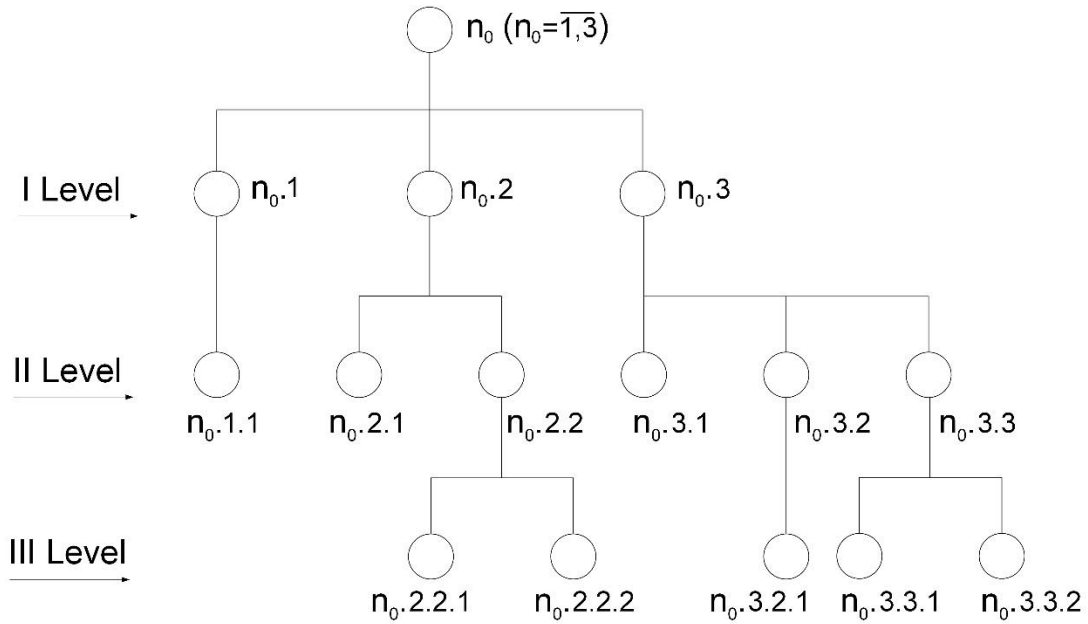 n₀ (n₀=1,3)
I Level
n₀.1
n₀.2
n₀.3
II Level
n₀.1.1
n₀.2.1
n₀.2.2
n₀.3.1
n₀.3.2
n₀.3.3
III Level
n₀.2.2.1
n₀.2.2.2
n₀.3.2.1
n₀.3.3.1
n₀.3.3.2